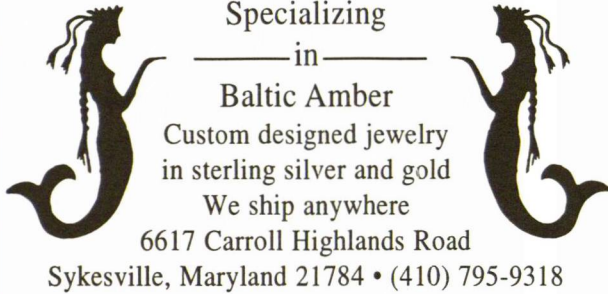 Specializing
in
Baltic Amber
Custom designed jewelry
in sterling silver and gold
We ship anywhere
6617 Carroll Highlands Road
Sykesville, Maryland 21784 • (410) 795-9318